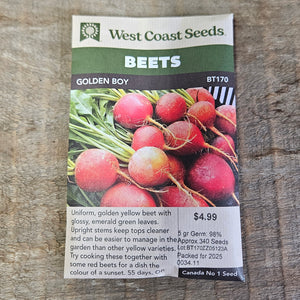 West Coast Seeds
BEETS
GOLDEN BOY BT170
Uniform, golden yellow beet with
glossy, emerald green leaves.
Upright stems keep tops cleaner
and can be easier to manage in the
garden than other yellow varieties.
Try cooking these together with
some red beets for a dish the
colour of a sunset. 55 days. OP
$4.99
5 gr Germ. 98%
Approx.340 Seeds
Packed for 2025
0034.11
Canada No 1 Seed